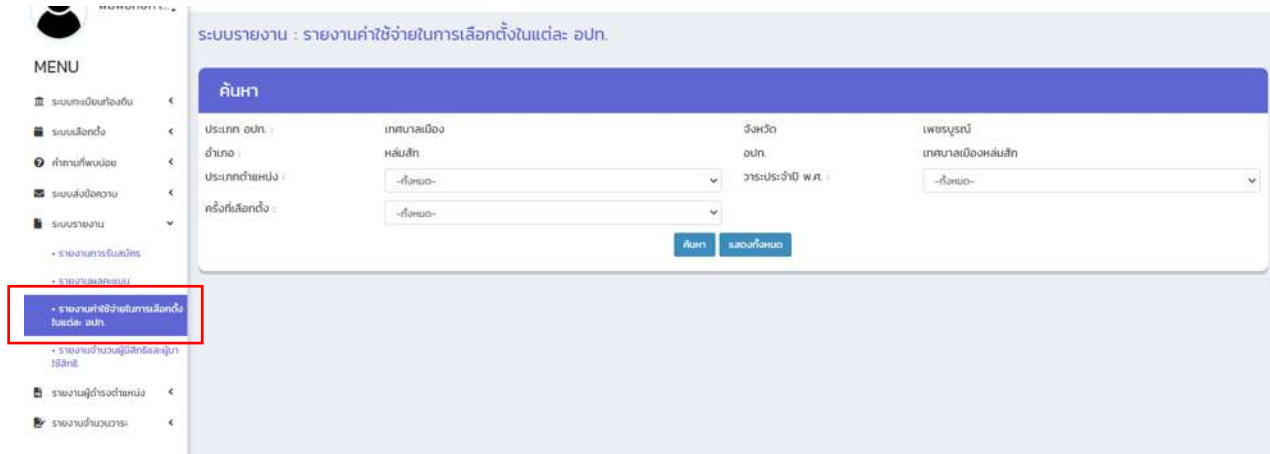 ระบบรายงาน : รายงานค่าใช้จ่ายในการเลือกตั้งในแต่ละ อปท.
MENU
ระบบทะเบียนท้องถิ่น
ระบบเลือกตั้ง
คำถามที่พบบ่อย
ระบบส่งข้อความ
ระบบรายงาน
• รายงานการรับสมัคร
• รายงานผลคะแนน
• รายงานค่าใช้จ่ายในการเลือกตั้ง
ในแต่ละ อปท.
• รายงานจำนวนผู้มีสิทธิและผู้มา
ใช้สิทธิ
รายงานผู้ดำรงตำแหน่ง
รายงานจำนวนวาระ
ค้นหา
ประเภท อปท. : เทศบาลเมือง จังหวัด เพชรบูรณ์
อำเภอ : หล่มสัก อปท. เทศบาลเมืองหล่มสัก
ประเภทตำแหน่ง : -ทั้งหมด- วาระประจำปี พ.ศ. : -ทั้งหมด-
ครั้งที่เลือกตั้ง : -ทั้งหมด-
ค้นหา แสดงทั้งหมด